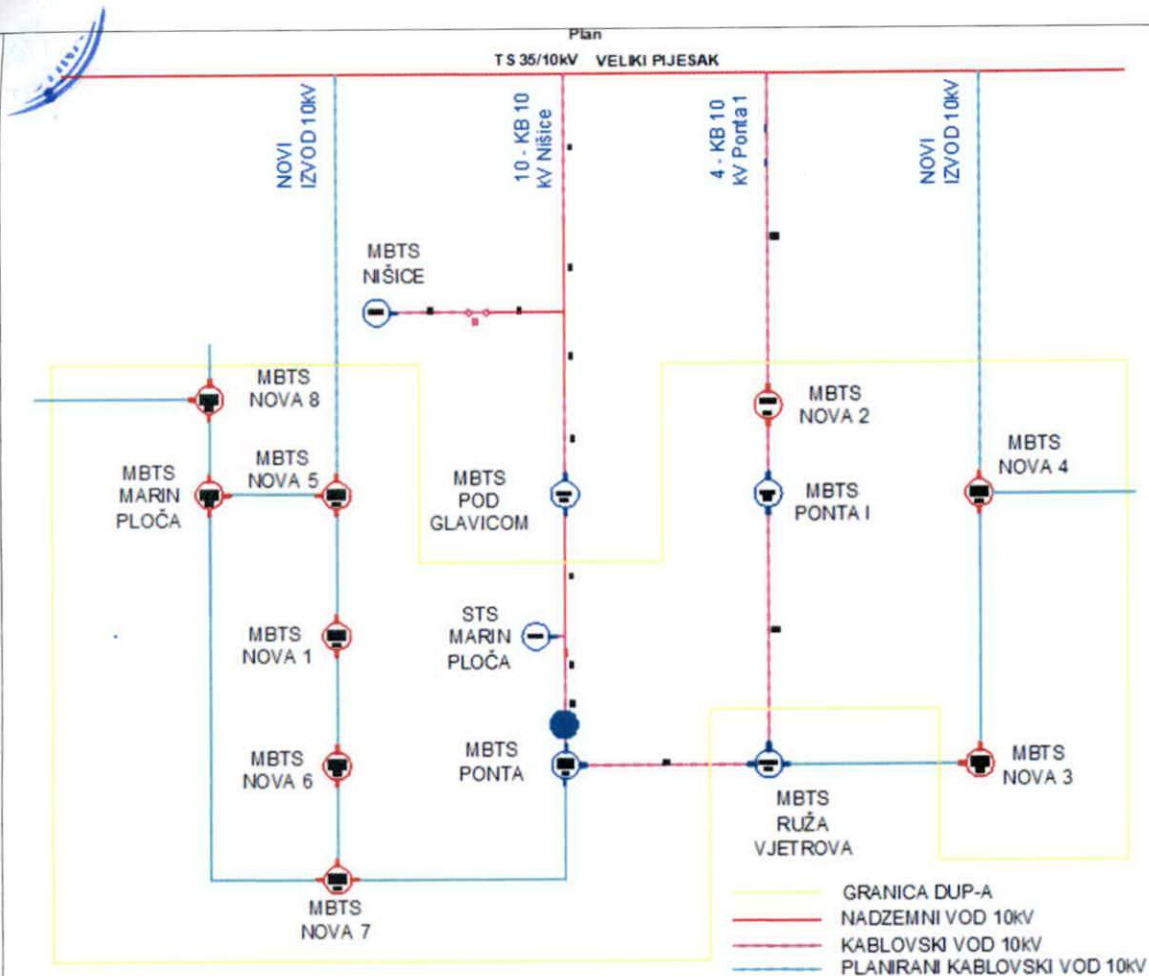 Plan
TS 35/10kV VELIKI PIJESAK
NOVI
IZVOD 10kV
10 - KB 10
kV Nišice
4 - KB 10
kV Ponta 1
NOVI
IZVOD 10kV
MBTS
NIŠICE
MBTS
NOVA 8
MBTS
NOVA 2
MBTS
NOVA 4
MBTS
MARIN
PLOČA
MBTS
NOVA 5
MBTS
POD
GLAVICOM
MBTS
PONTA I
MBTS
NOVA 1
STS
MARIN
PLOČA
MBTS
NOVA 6
MBTS
PONTA
MBTS
RUŽA
VJETROVA
MBTS
NOVA 3
MBTS
NOVA 7
GRANICA DUP-A
NADZEMNI VOD 10kV
KABLOVSKI VOD 10kV
PLANIRANI KABLOVSKI VOD 10kV